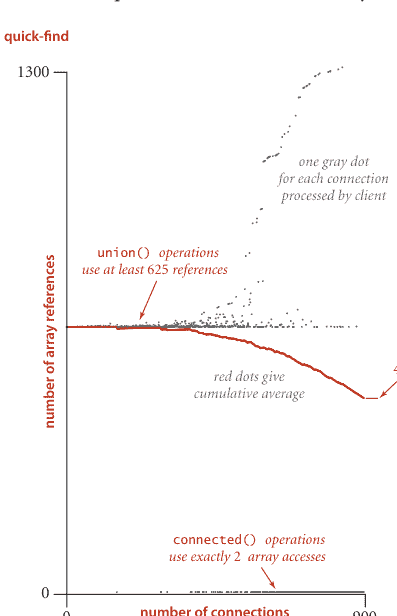 quick-find
1300
one gray dot
for each connection
processed by client
union() operations
use at least 625 references
number of array references
4
red dots give
cumulative average
connected() operations
use exactly 2 array accesses
0
0
number of connections
900